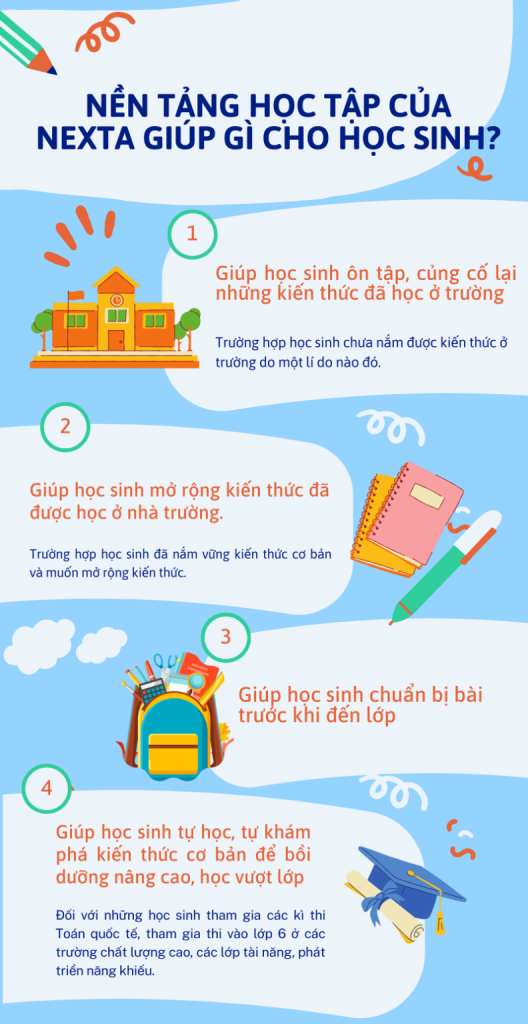 NỀN TẢNG HỌC TẬP CỦA
NEXTA GIÚP GÌ CHO HỌC SINH?
1
Giúp học sinh ôn tập, củng cố lại
những kiến thức đã học ở trường
Trường hợp học sinh chưa nắm được kiến thức ở
trường do một lí do nào đó.
2
Giúp học sinh mở rộng kiến thức đã
được học ở nhà trường.
Trường hợp học sinh đã nắm vững kiến thức cơ bản
và muốn mở rộng kiến thức.
3
Giúp học sinh chuẩn bị bài
trước khi đến lớp
4
Giúp học sinh tự học, tự khám
phá kiến thức cơ bản để bồi
dưỡng nâng cao, học vượt lớp
Đối với những học sinh tham gia các kì thi
Toán quốc tế, tham gia thi vào lớp 6 ở các
trường chất lượng cao, các lớp tài năng, phát
triển năng khiếu.